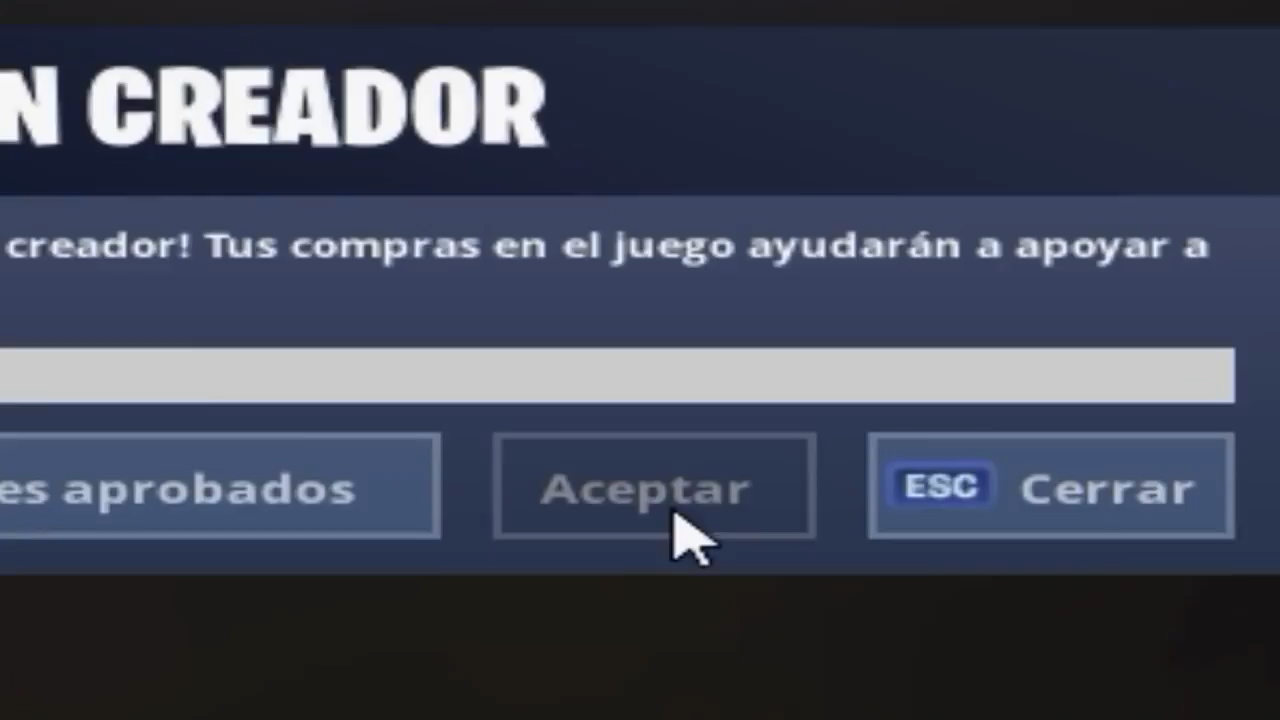 N CREADOR
creador! Tus compras en el juego ayudarán a apoyar a
es aprobados
Aceptar
ESC Cerrar